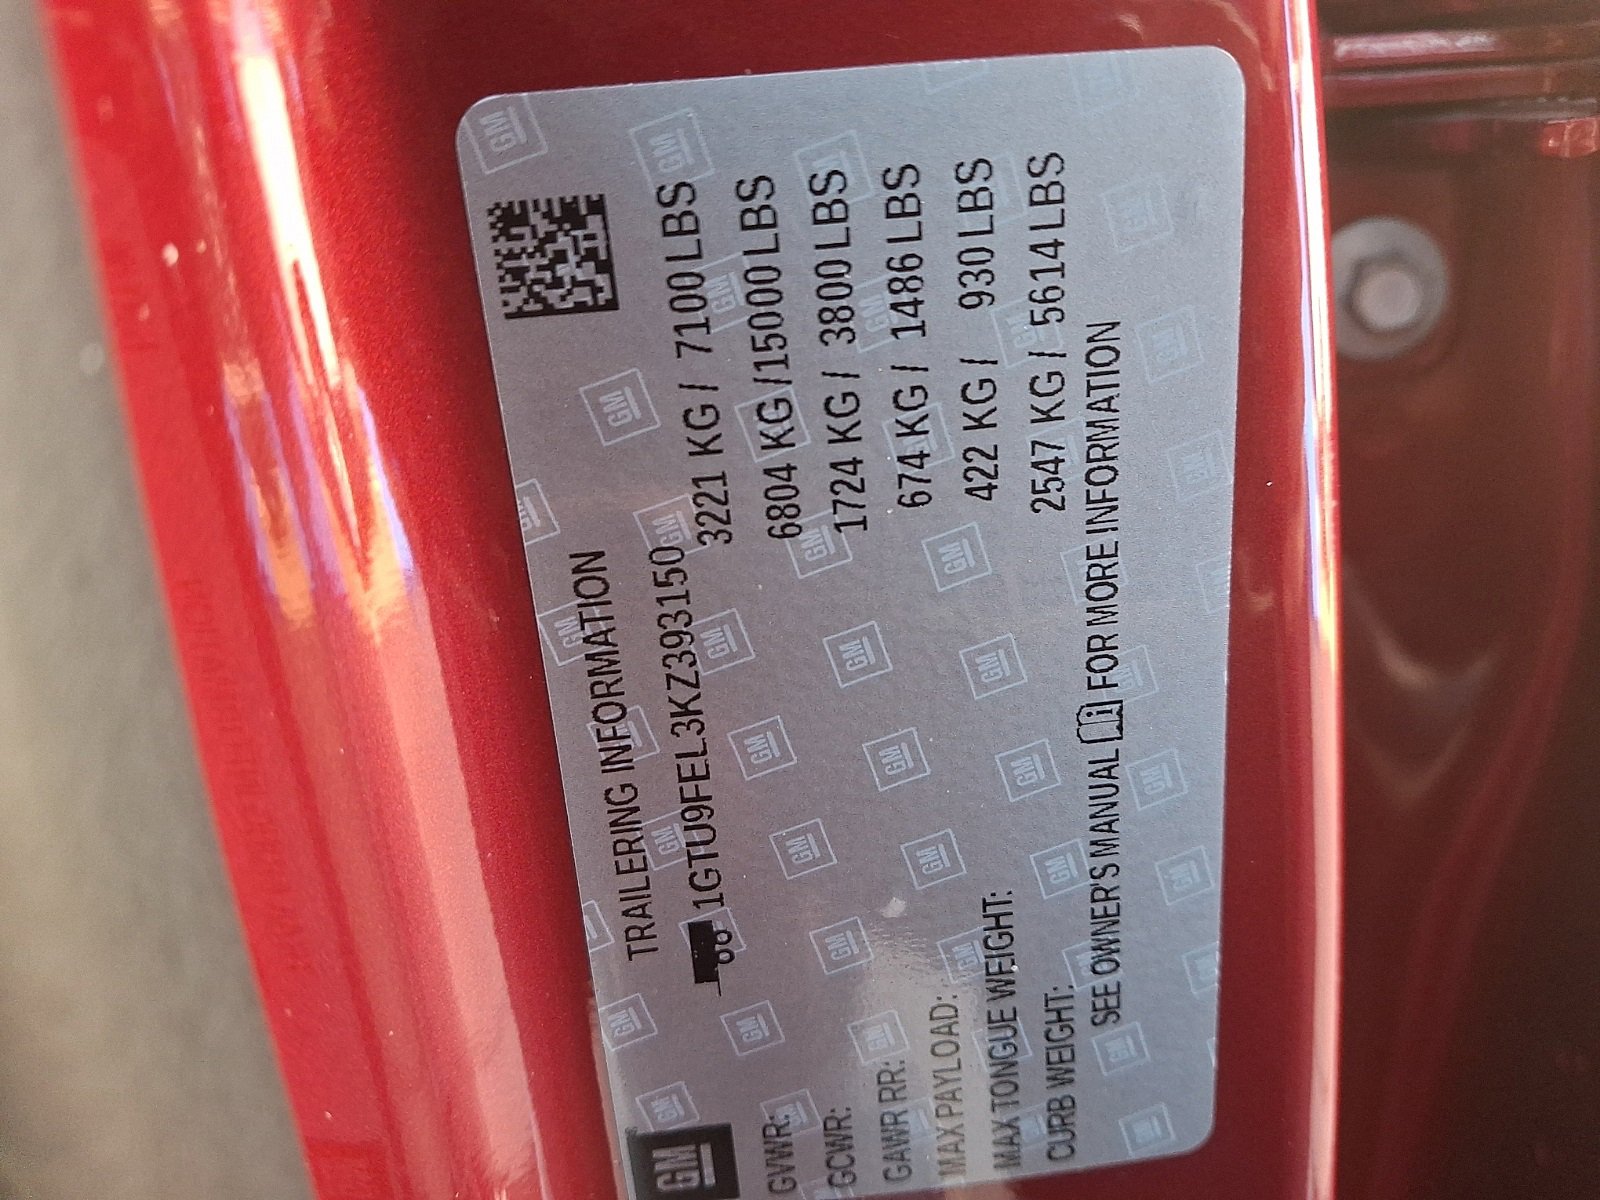 TRAILERING INFORMATION
1GTU9FEL3KZ393150
GM
GVWR: 3221 KG / 7100 LBS
GCWR: 6804 KG /15000 LBS
GAWR RR: 1724 KG / 3800 LBS
MAX PAYLOAD: 674 KG / 1486 LBS
MAX TONGUE WEIGHT: 422 KG / 930 LBS
CURB WEIGHT: 2547 KG / 5614 LBS
SEE OWNER'S MANUAL i FOR MORE INFORMATION